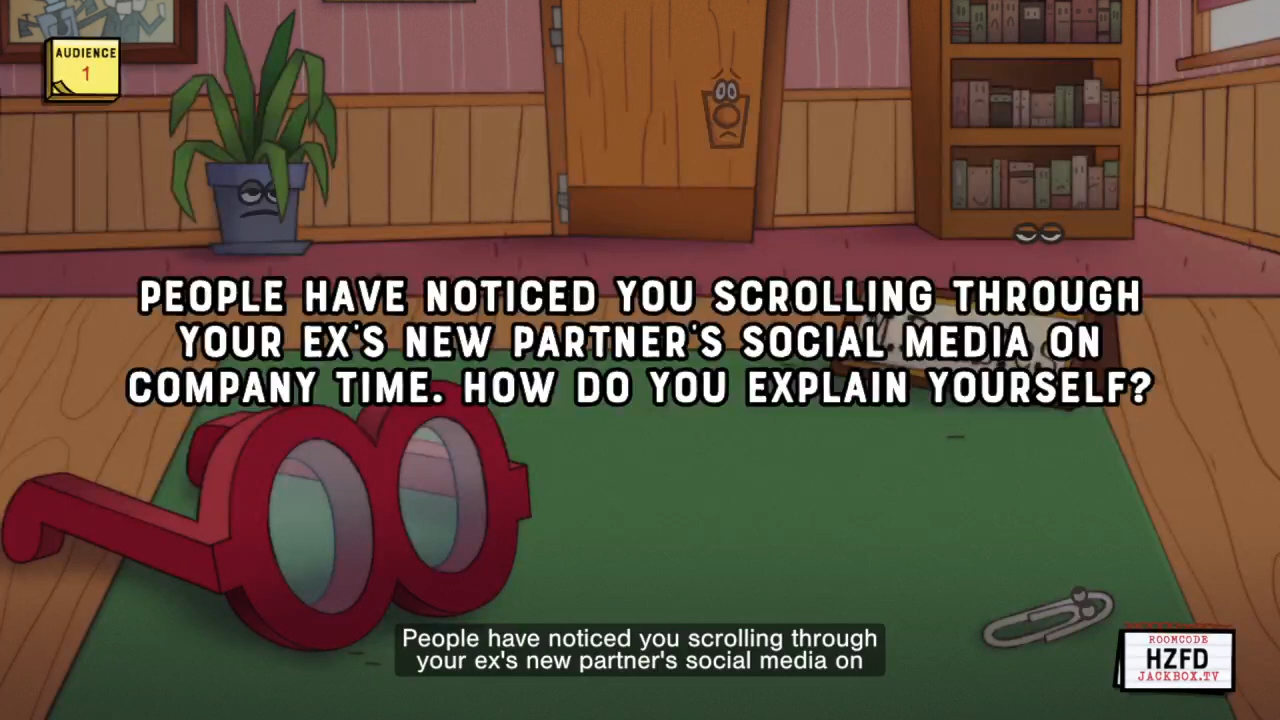 AUDIENCE
1
PEOPLE HAVE NOTICED YOU SCROLLING THROUGH
YOUR EX'S NEW PARTNER'S SOCIAL MEDIA ON
COMPANY TIME. HOW DO YOU EXPLAIN YOURSELF?
People have noticed you scrolling through
your ex's new partner's social media on
ROOMCODE
HZFD
JACKBOX.TV